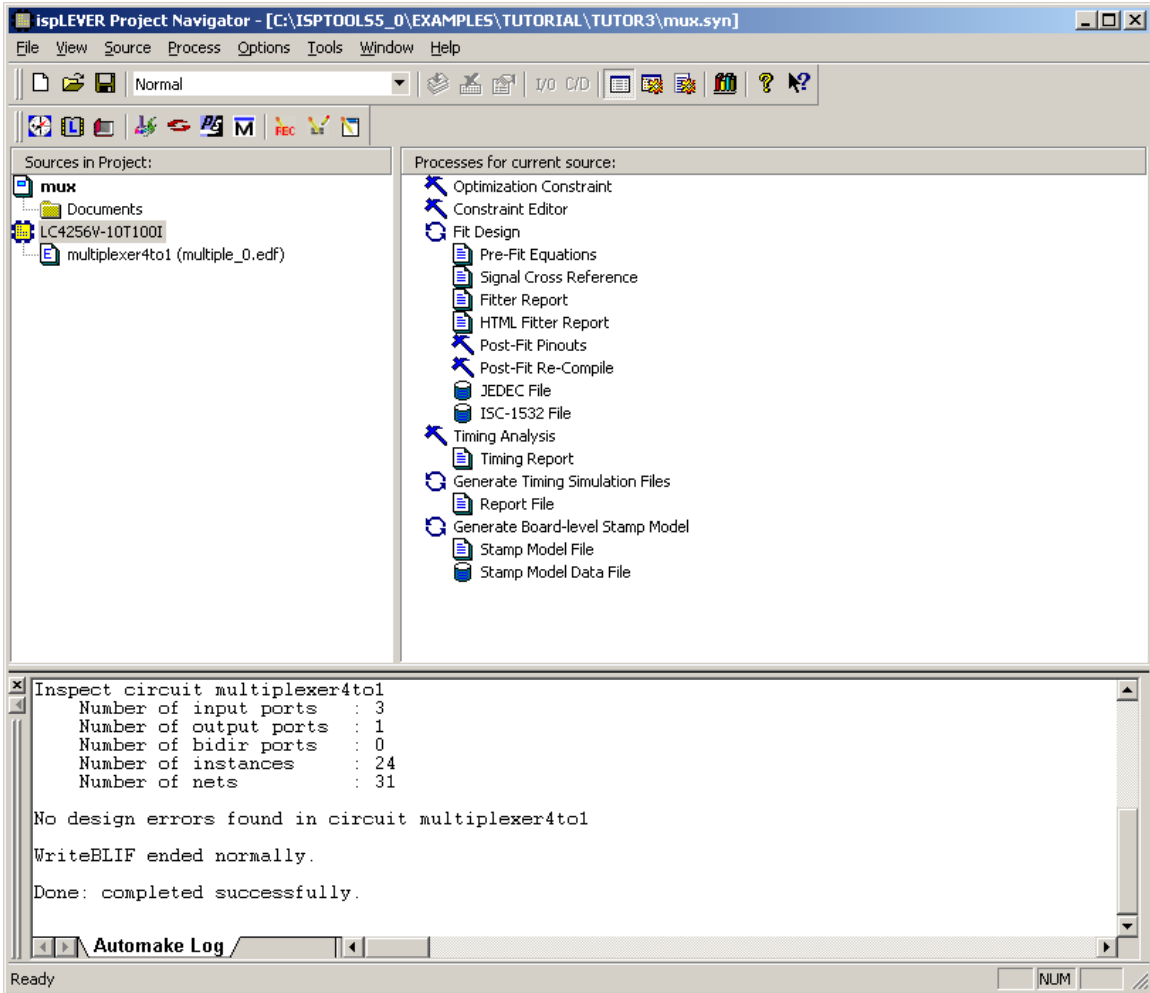 ispLEVER Project Navigator - [C:\ISPTOOLS5_0\EXAMPLES\TUTORIAL\TUTOR3\mux.syn]
File View Source Process Options Tools Window Help
Normal
I/O C/D
L PS M REC
Sources in Project:
mux
Documents
LC4256V-10T100I
E multiplexer4to1 (multiple_0.edf)
Processes for current source:
Optimization Constraint
Constraint Editor
Fit Design
Pre-Fit Equations
Signal Cross Reference
Fitter Report
HTML Fitter Report
Post-Fit Pinouts
Post-Fit Re-Compile
JEDEC File
ISC-1532 File
Timing Analysis
Timing Report
Generate Timing Simulation Files
Report File
Generate Board-level Stamp Model
Stamp Model File
Stamp Model Data File
Inspect circuit multiplexer4to1
Number of input ports : 3
Number of output ports : 1
Number of bidir ports : 0
Number of instances : 24
Number of nets : 31
No design errors found in circuit multiplexer4to1
WriteBLIF ended normally.
Done: completed successfully.
Automake Log
Ready
NUM